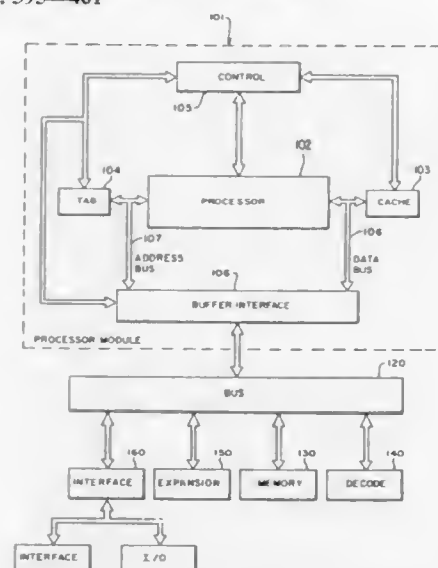 101
CONTROL
105
102
104
103
TAB
PROCESSOR
CACHE
107
106
ADDRESS
BUS
DATA
BUS
108
BUFFER INTERFACE
PROCESSOR MODULE
120
BUS
160
150
130
140
INTERFACE
EXPANSION
MEMORY
DECODE
INTERFACE
I/O